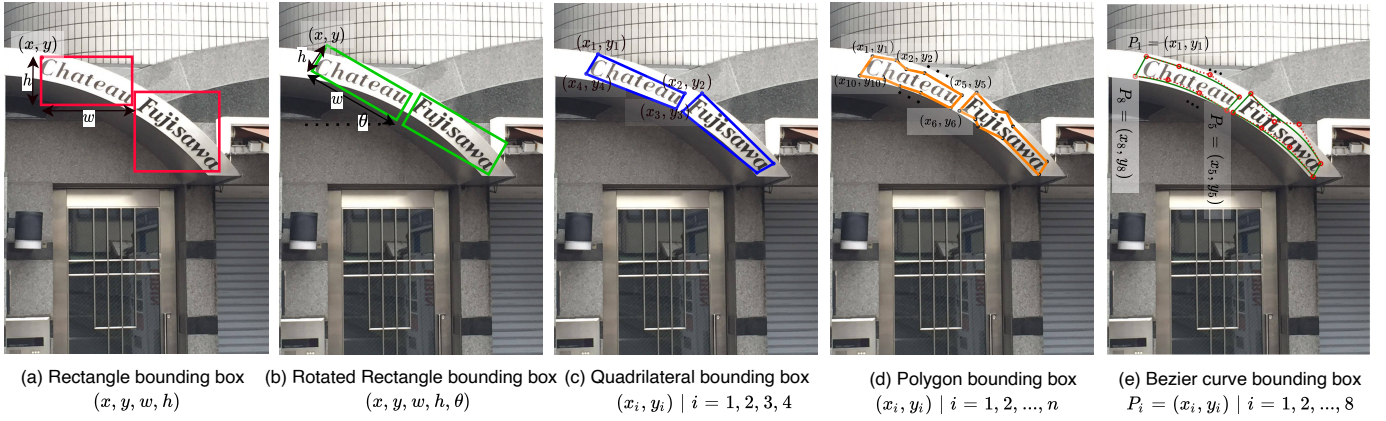 (x, y)
h
w
Chateau
Fujisawa
(a) Rectangle bounding box
(x, y, w, h)
(x, y)
h
w
θ
Chateau
Fujisawa
(b) Rotated Rectangle bounding box
(x, y, w, h, θ)
(x₁, y₁)
(x₂, y₂)
(x₃, y₃)
(x₄, y₄)
Chateau
Fujisawa
(c) Quadrilateral bounding box
(xᵢ, yᵢ) | i = 1, 2, 3, 4
(x₁, y₁)
(x₂, y₂)
(x₅, y₅)
(x₆, y₆)
(x₁₀, y₁₀)
Chateau
Fujisawa
(d) Polygon bounding box
(xᵢ, yᵢ) | i = 1, 2, ..., n
P₁ = (x₁, y₁)
P₅ = (x₅, y₅)
P₈ = (x₈, y₈)
Chateau
Fujisawa
(e) Bezier curve bounding box
Pᵢ = (xᵢ, yᵢ) | i = 1, 2, ..., 8